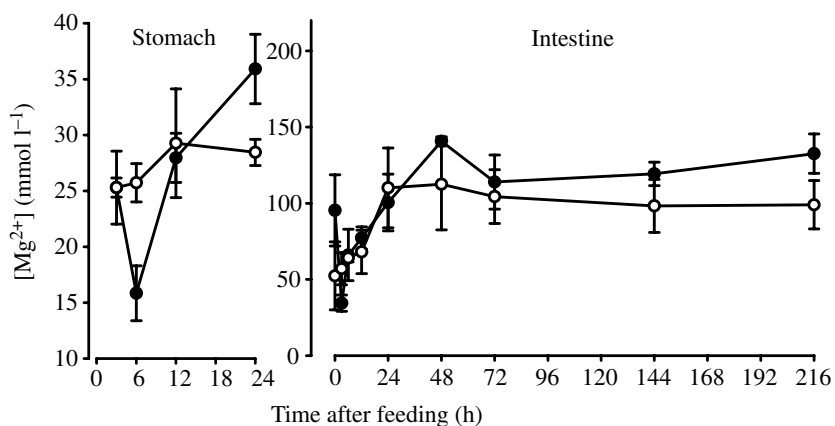 Stomach
Intestine
[Mg2+] (mmol l–1)
40
35
30
25
20
15
10
200
150
100
50
0
0 6 12 18 24
0 24 48 72 96 120 144 168 192 216
Time after feeding (h)